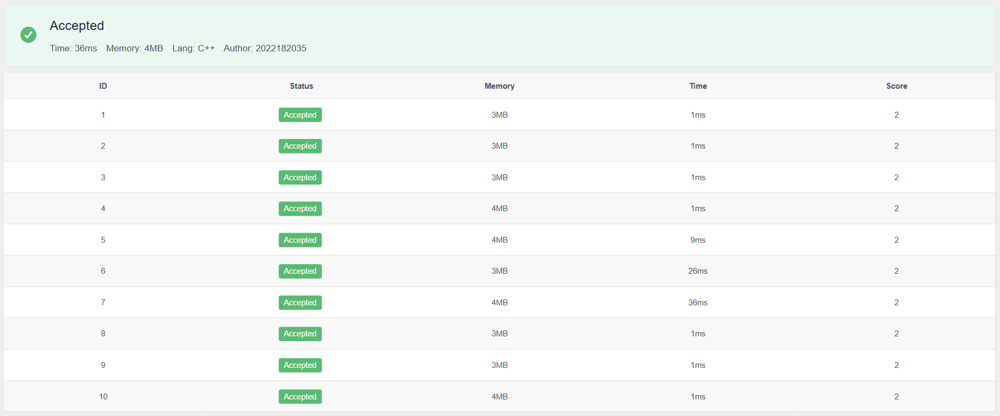 Accepted
Time: 36ms Memory: 4MB Lang: C++ Author: 2022182035
ID Status Memory Time Score
1 Accepted 3MB 1ms 2
2 Accepted 3MB 1ms 2
3 Accepted 3MB 1ms 2
4 Accepted 4MB 1ms 2
5 Accepted 4MB 9ms 2
6 Accepted 3MB 26ms 2
7 Accepted 4MB 36ms 2
8 Accepted 3MB 1ms 2
9 Accepted 3MB 1ms 2
10 Accepted 4MB 1ms 2